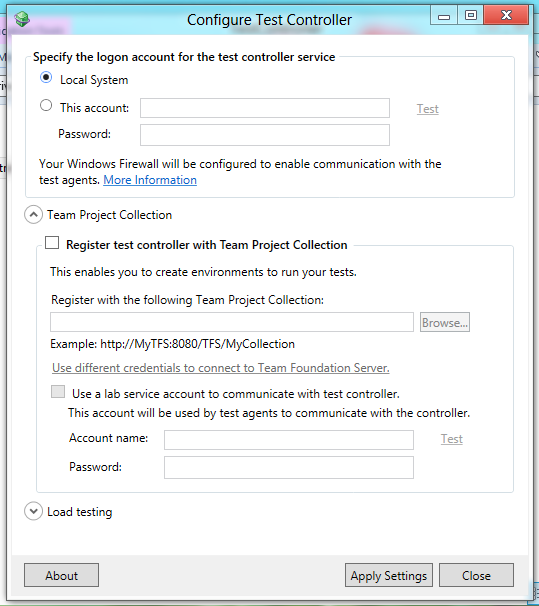 Configure Test Controller
Specify the logon account for the test controller service
Local System
This account:
Test
Password:
Your Windows Firewall will be configured to enable communication with the
test agents. More Information
Team Project Collection
Register test controller with Team Project Collection
This enables you to create environments to run your tests.
Register with the following Team Project Collection:
Browse...
Example: http://MyTFS:8080/TFS/MyCollection
Use different credentials to connect to Team Foundation Server.
Use a lab service account to communicate with test controller.
This account will be used by test agents to communicate with the controller.
Account name:
Test
Password:
Load testing
About
Apply Settings
Close